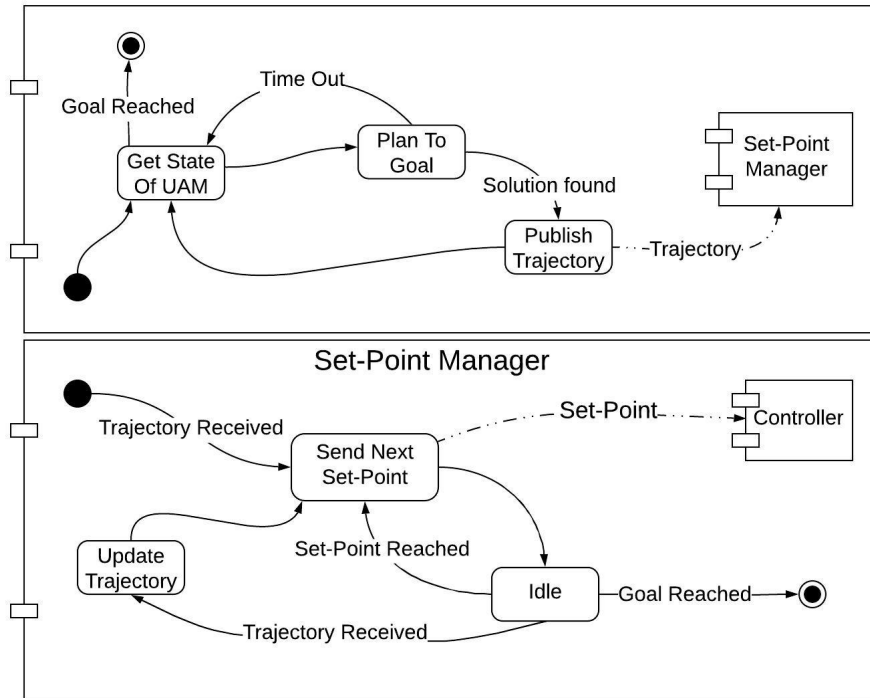 Time Out
Goal Reached
Get State
Of UAM
Plan To
Goal
Solution found
Set-Point
Manager
Publish
Trajectory
Trajectory
Set-Point Manager
Trajectory Received
Set-Point
Controller
Send Next
Set-Point
Set-Point Reached
Update
Trajectory
Idle
Goal Reached
Trajectory Received